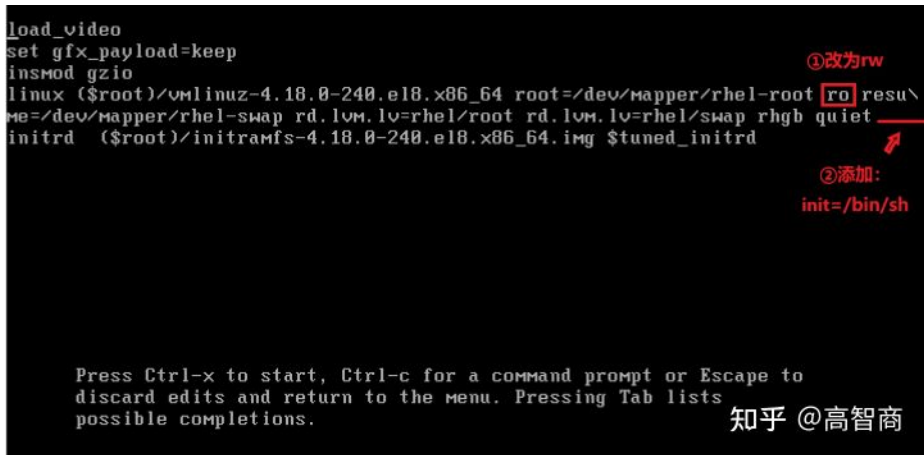 load_video
set gfx_payload=keep
insmod gzio
①改为rw
linux ($root)/vmlinuz-4.18.0-240.el8.x86_64 root=/dev/mapper/rhel-root ro resu\
me=/dev/mapper/rhel-swap rd.lvm.lv=rhel/root rd.lvm.lv=rhel/swap rhgb quiet
initrd  ($root)/initramfs-4.18.0-240.el8.x86_64.img $tuned_initrd
②添加：
init=/bin/sh
Press Ctrl-x to start, Ctrl-c for a command prompt or Escape to
discard edits and return to the menu. Pressing Tab lists
possible completions.
知乎 @高智商